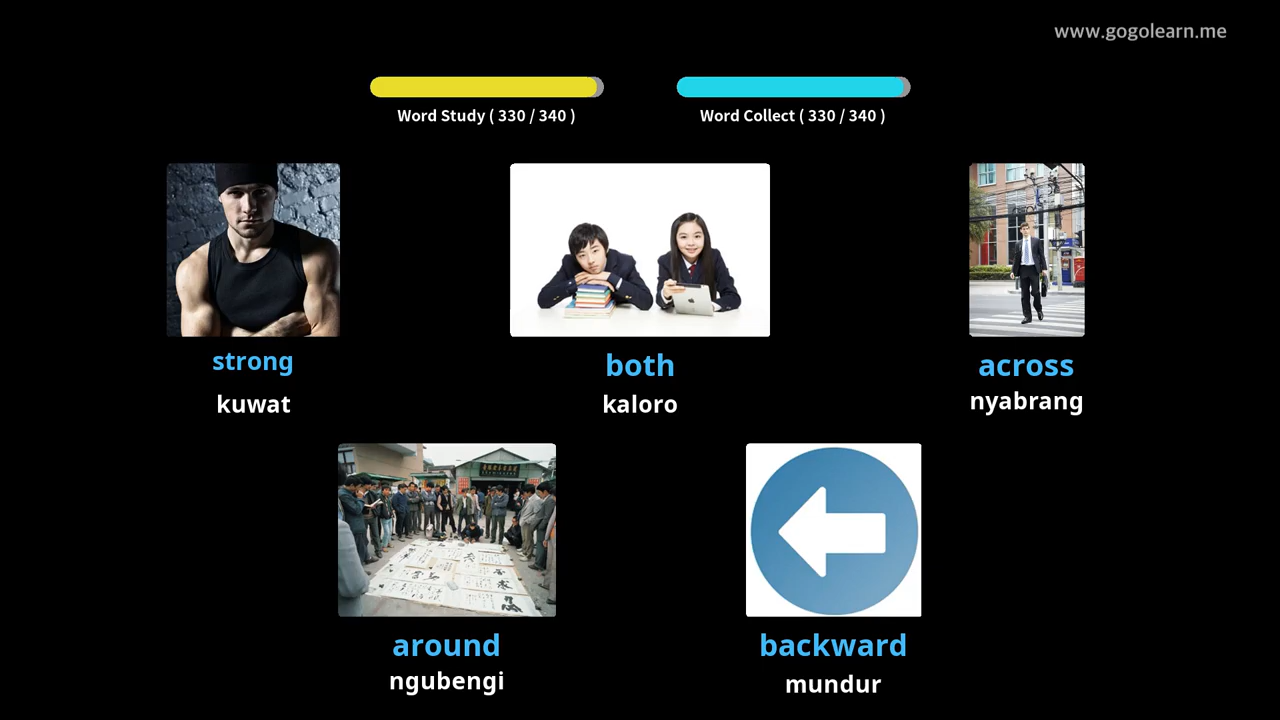 www.gogolearn.me
Word Study ( 330 / 340 )
Word Collect ( 330 / 340 )
strong
kuwat
both
kaloro
across
nyabrang
around
ngubengi
backward
mundur